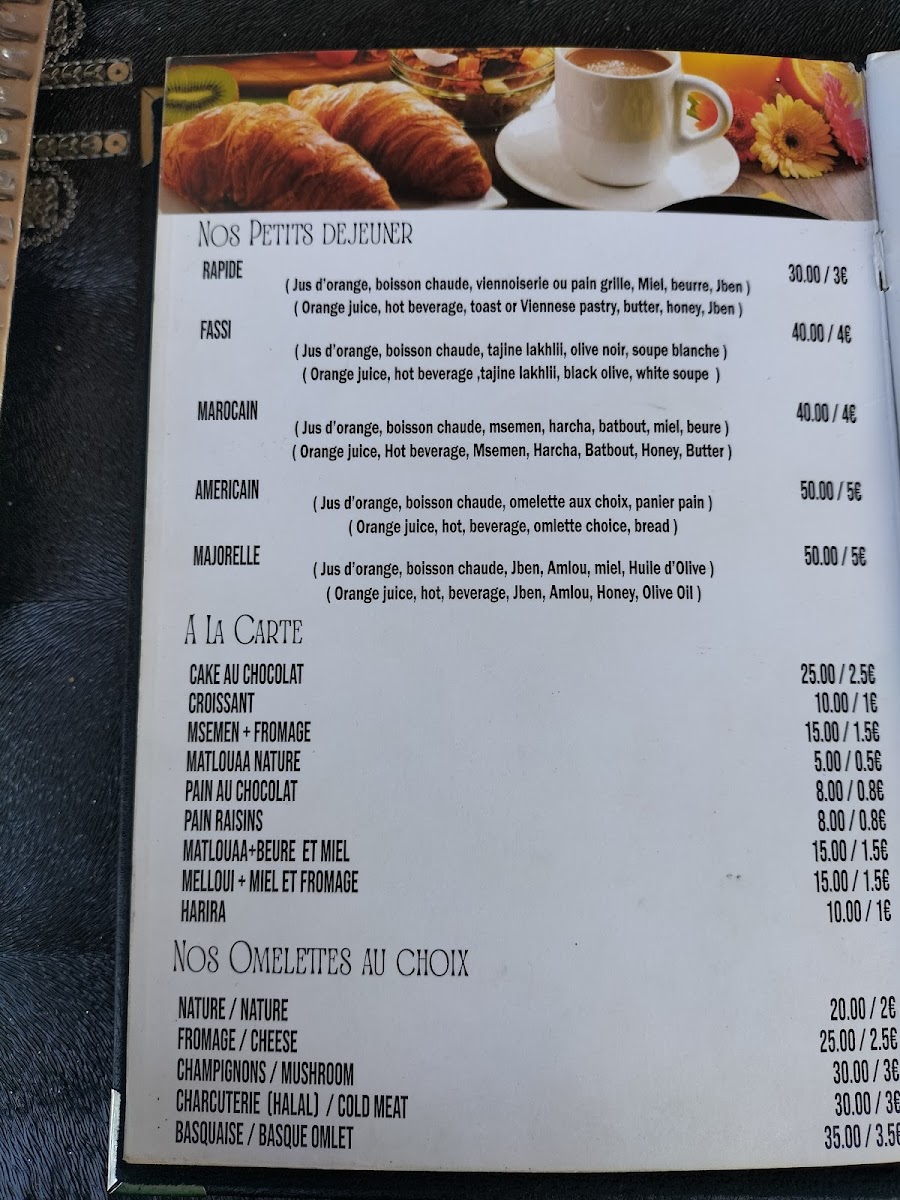 NOS PETITS DEJEUNER
RAPIDE 30.00 / 3€
( Jus d'orange, boisson chaude, viennoiserie ou pain grille, Miel, beurre, Jben )
( Orange juice, hot beverage, toast or Viennese pastry, butter, honey, Jben )
FASSI 40.00 / 4€
( Jus d'orange, boisson chaude, tajine lakhlii, olive noir, soupe blanche )
( Orange juice, hot beverage ,tajine lakhlii, black olive, white soupe )
MAROCAIN 40.00 / 4€
( Jus d'orange, boisson chaude, msemen, harcha, batbout, miel, beure )
( Orange juice, Hot beverage, Msemen, Harcha, Batbout, Honey, Butter )
AMERICAIN 50.00 / 5€
( Jus d'orange, boisson chaude, omelette aux choix, panier pain )
( Orange juice, hot, beverage, omlette choice, bread )
MAJORELLE 50.00 / 5€
( Jus d'orange, boisson chaude, Jben, Amlou, miel, Huile d'Olive )
( Orange juice, hot, beverage, Jben, Amlou, Honey, Olive Oil )
A LA CARTE
CAKE AU CHOCOLAT 25.00 / 2.5€
CROISSANT 10.00 / 1€
MSEMEN + FROMAGE 15.00 / 1.5€
MATLOUAA NATURE 5.00 / 0.5€
PAIN AU CHOCOLAT 8.00 / 0.8€
PAIN RAISINS 8.00 / 0.8€
MATLOUAA+BEURE ET MIEL 15.00 / 1.5€
MELLOUI + MIEL ET FROMAGE 15.00 / 1.5€
HARIRA 10.00 / 1€
NOS OMELETTES AU CHOIX
NATURE / NATURE 20.00 / 2€
FROMAGE / CHEESE 25.00 / 2.5€
CHAMPIGNONS / MUSHROOM 30.00 / 3€
CHARCUTERIE (HALAL) / COLD MEAT 30.00 / 3€
BASQUAISE / BASQUE OMLET 35.00 / 3.5€